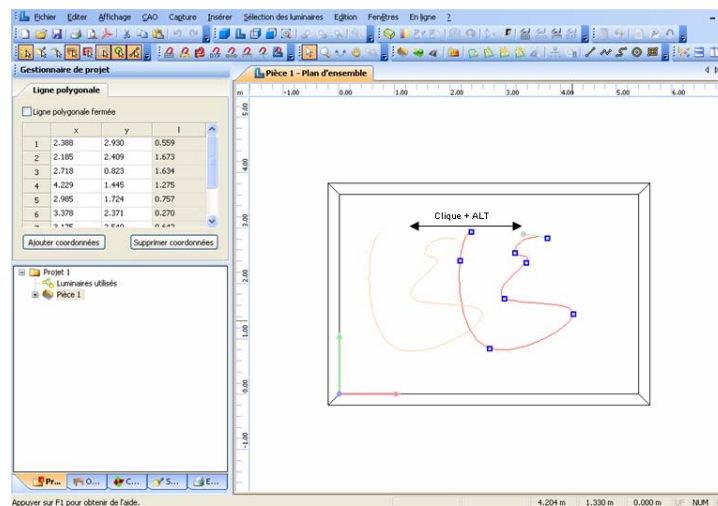 Fichier Editer Affichage CAO Capture Insérer Sélection des luminaires Edition Fenêtres En ligne ?
Gestionnaire de projet
Ligne polygonale
Ligne polygonale fermée
x y l
1 2.388 2.930 0.559
2 2.185 2.409 1.673
3 2.718 0.823 1.634
4 4.229 1.445 1.275
5 2.985 1.724 0.757
6 3.378 2.371 0.270
Ajouter coordonnées Supprimer coordonnées
Projet 1
Luminaires utilisés
Pièce 1
Pr... O... C... S... E...
Pièce 1 - Plan d'ensemble
m -1.00 0.00 1.00 2.00 3.00 4.00 5.00 6.00
5.00
4.00
3.00
2.00
1.00
0.00
-1.00
Clique + ALT
Appuyer sur F1 pour obtenir de l'aide. 4.204 m 1.330 m 0.000 m UF NUM